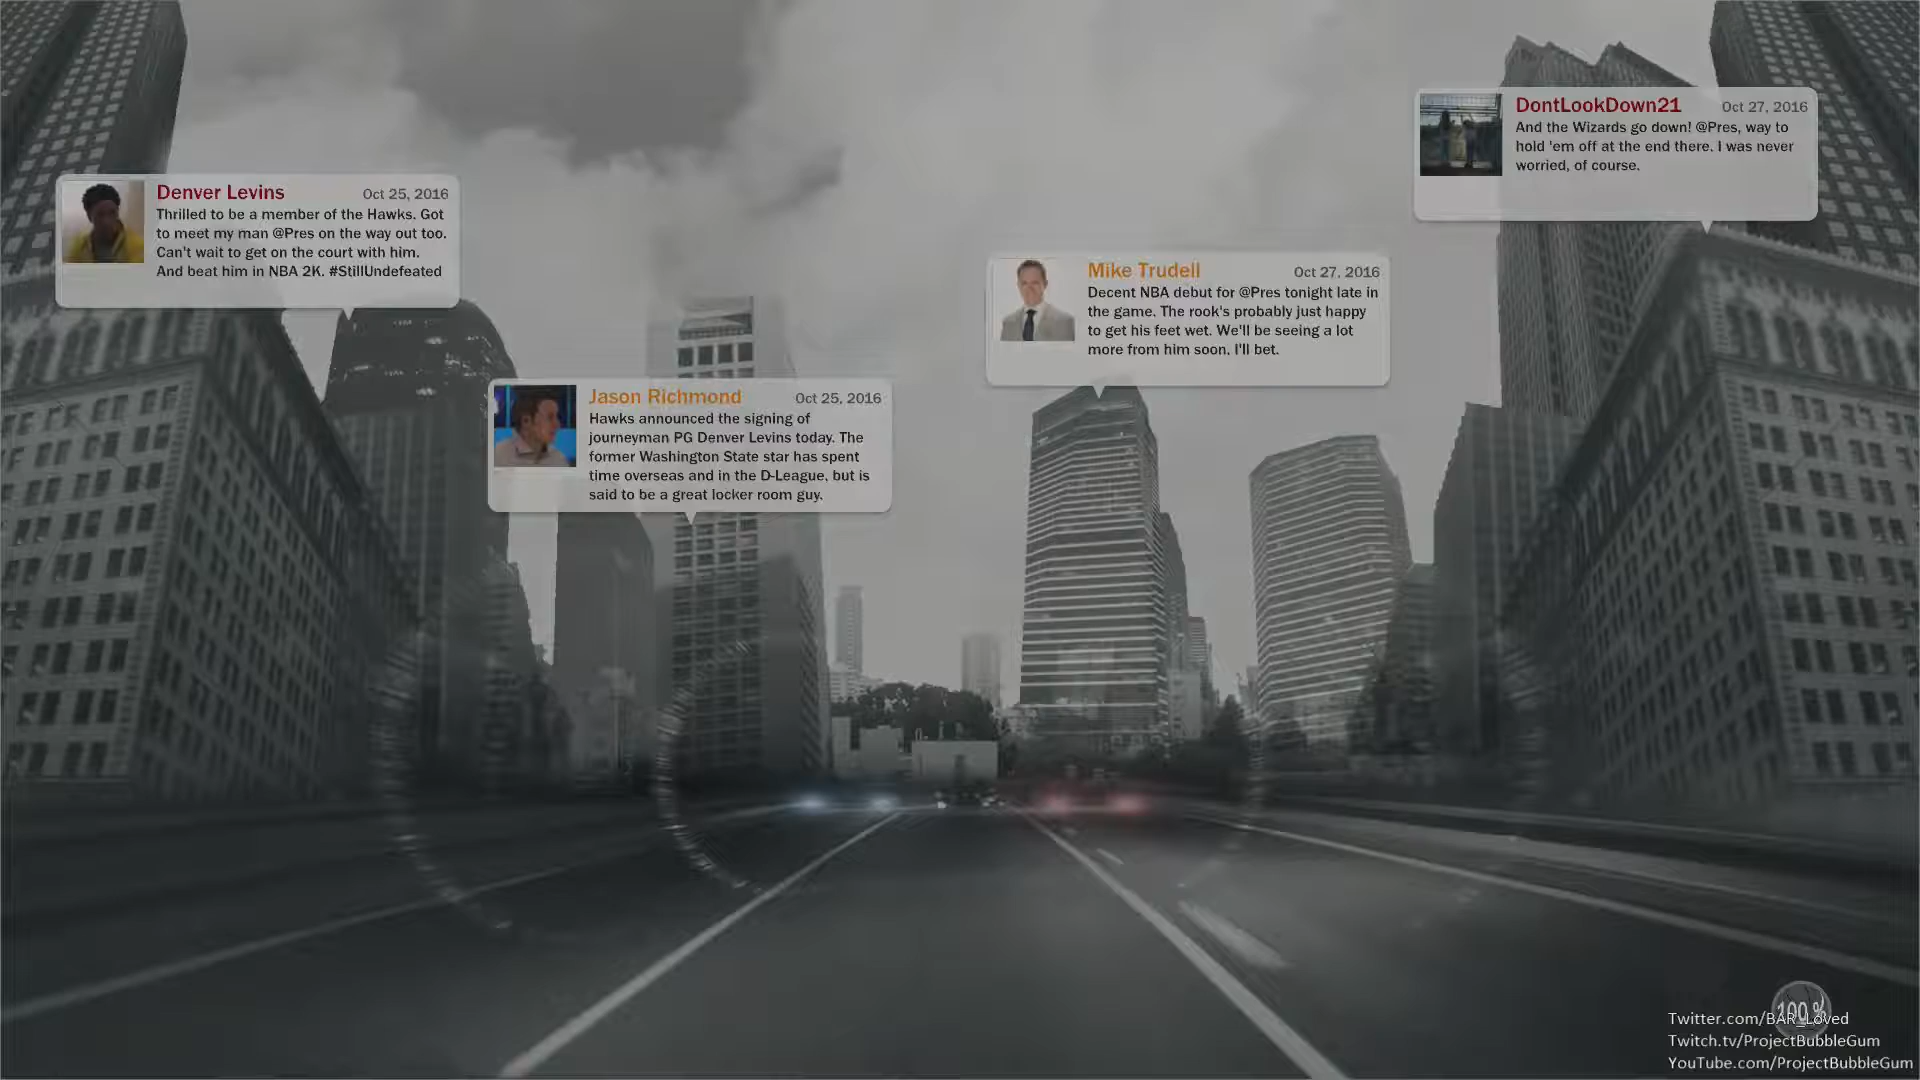 Denver Levins Oct 25, 2016
Thrilled to be a member of the Hawks. Got
to meet my man @Pres on the way out too.
Can't wait to get on the court with him.
And beat him in NBA 2K. #StillUndefeated
Jason Richmond Oct 25, 2016
Hawks announced the signing of
journeyman PG Denver Levins today. The
former Washington State star has spent
time overseas and in the D-League, but is
said to be a great locker room guy.
Mike Trudell Oct 27, 2016
Decent NBA debut for @Pres tonight late in
the game. The rook's probably just happy
to get his feet wet. We'll be seeing a lot
more from him soon, I'll bet.
DontLookDown21 Oct 27, 2016
And the Wizards go down! @Pres, way to
hold 'em off at the end there. I was never
worried, of course.
100 %
Twitter.com/BAR_Loved
Twitch.tv/ProjectBubbleGum
YouTube.com/ProjectBubbleGum